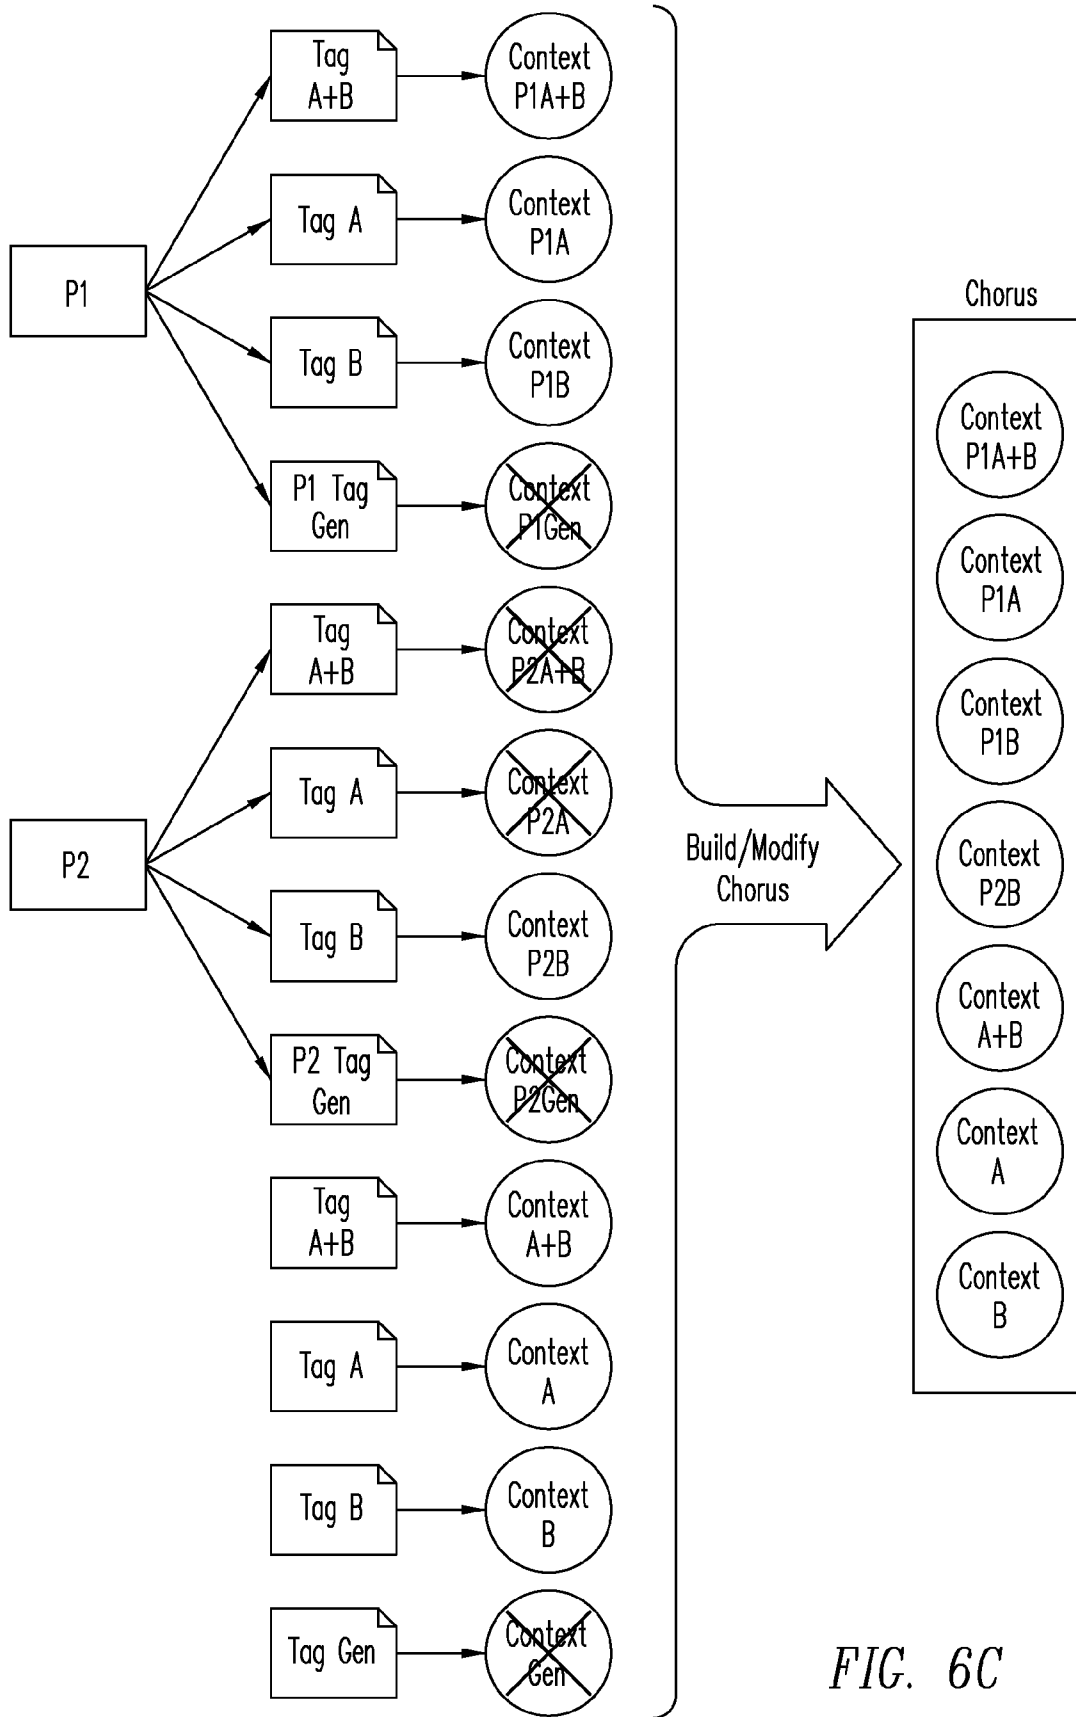 Tag
A+B
Context
P1A+B
Tag A
Context
P1A
P1
Tag B
Context
P1B
P1 Tag
Gen
Context
P1Gen
Tag
A+B
Context
P2A+B
Tag A
Context
P2A
P2
Tag B
Context
P2B
P2 Tag
Gen
Context
P2Gen
Tag
A+B
Context
A+B
Tag A
Context
A
Tag B
Context
B
Tag Gen
Context
Gen
Build/Modify
Chorus
Chorus
Context
P1A+B
Context
P1A
Context
P1B
Context
P2B
Context
A+B
Context
A
Context
B
FIG. 6C